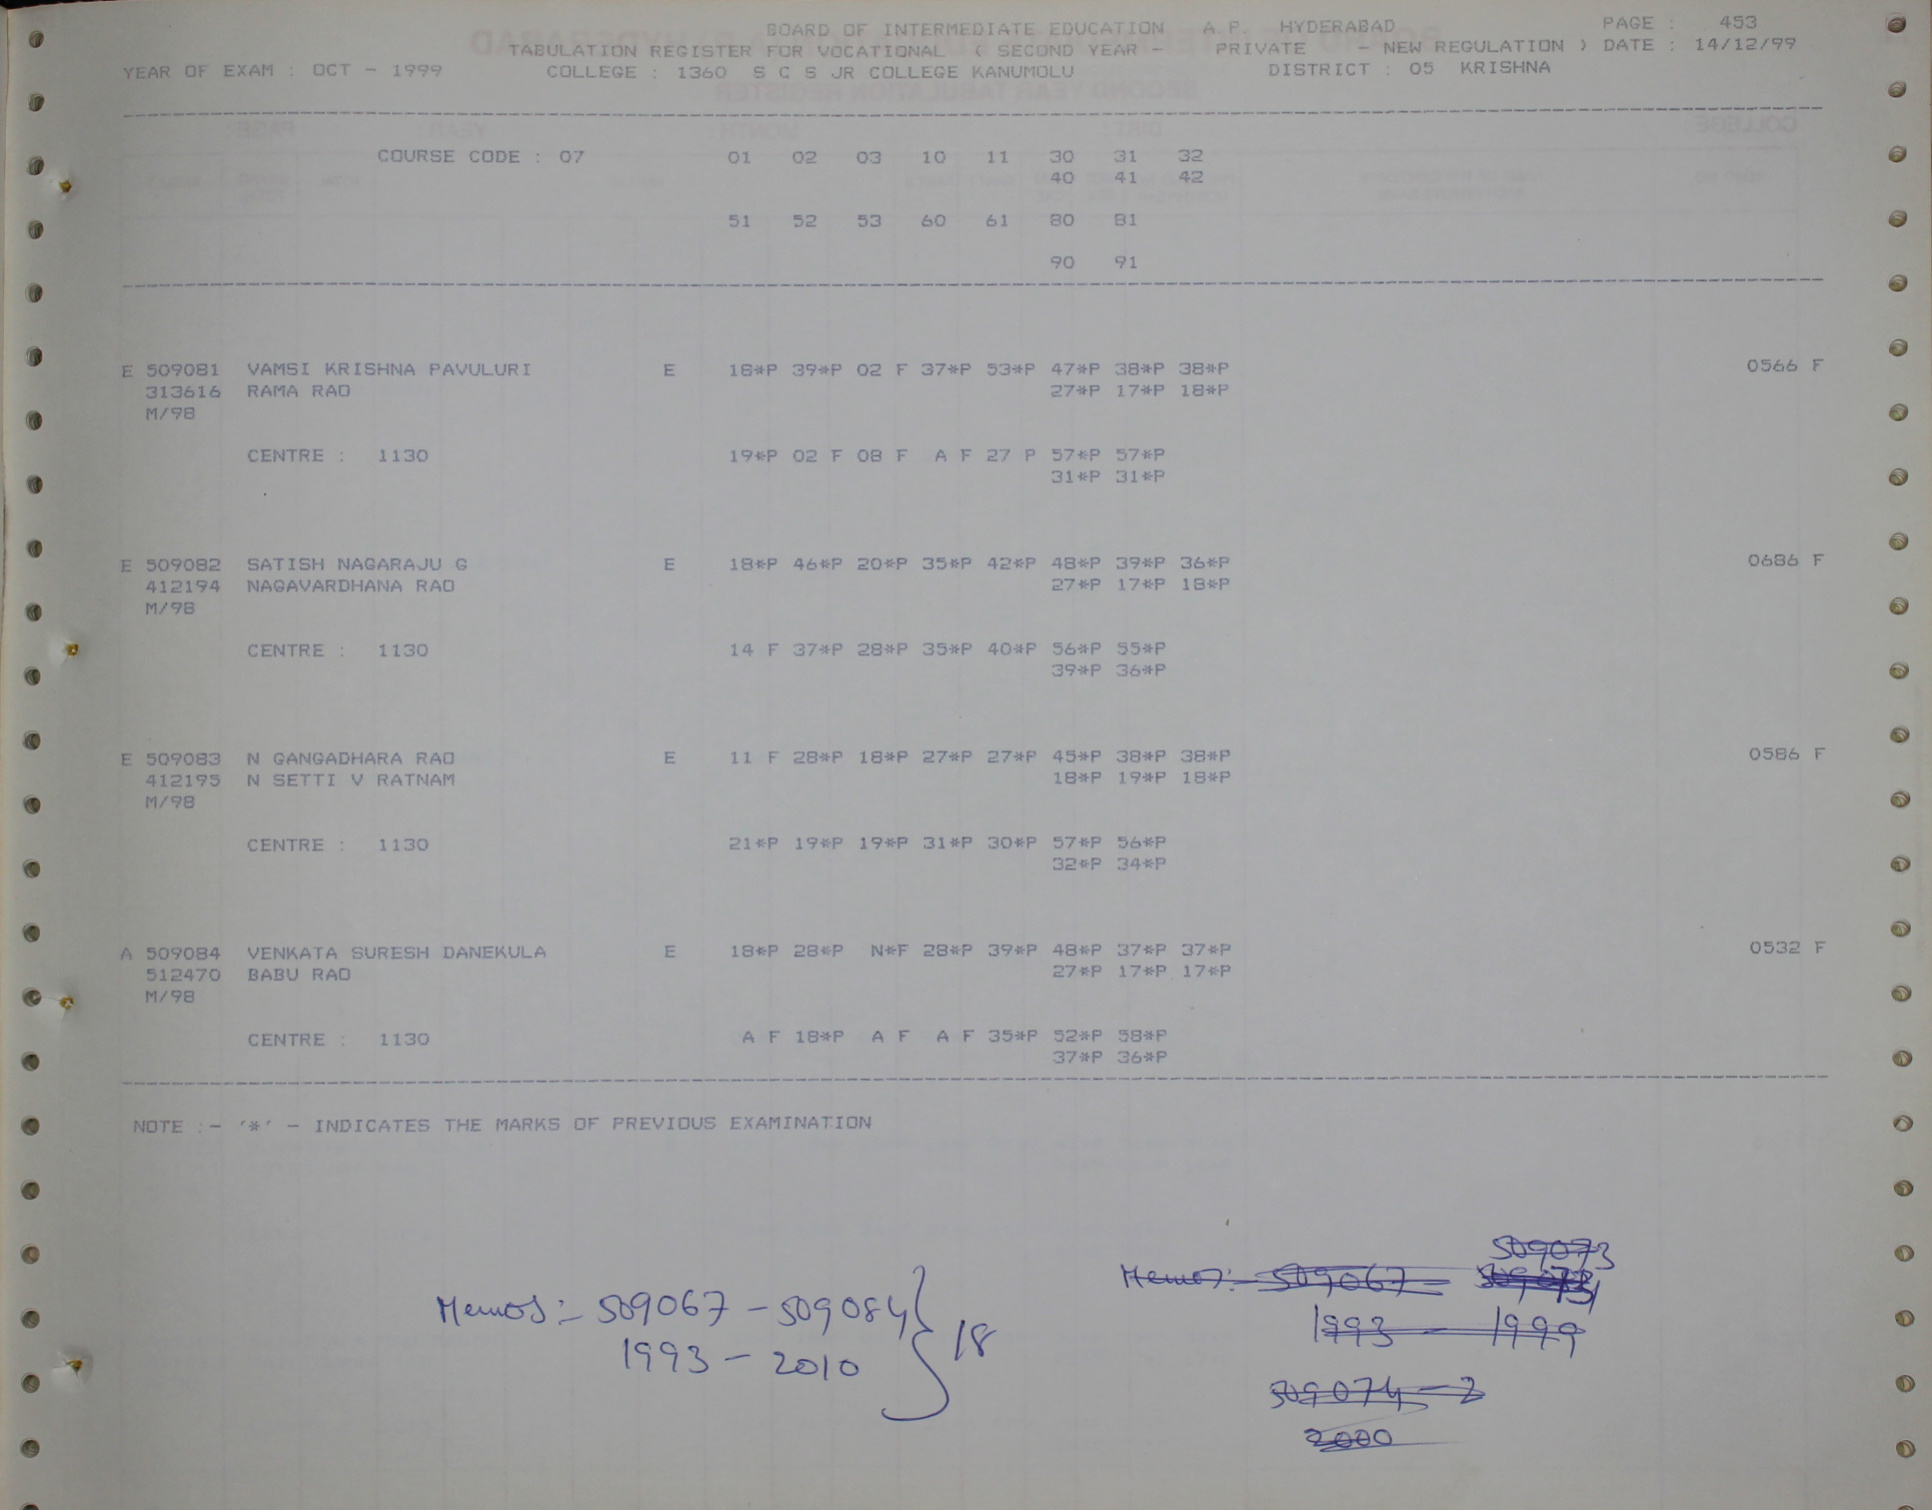 BOARD OF INTERMEDIATE EDUCATION A.P. HYDERABAD PAGE : 453
TABULATION REGISTER FOR VOCATIONAL ( SECOND YEAR - PRIVATE - NEW REGULATION ) DATE : 14/12/99
YEAR OF EXAM : OCT - 1999 COLLEGE : 1360 S C S JR COLLEGE KANUMOLU DISTRICT : 05 KRISHNA
COURSE CODE : 07 01 02 03 10 11 30 31 32
40 41 42
51 52 53 60 61 80 81
90 91
E 509081 VAMSI KRISHNA PAVULURI E 18*P 39*P 02 F 37*P 53*P 47*P 38*P 38*P 0566 F
313616 RAMA RAO 27*P 17*P 18*P
M/98
CENTRE : 1130 19*P 02 F 08 F A F 27 P 57*P 57*P
31*P 31*P
E 509082 SATISH NAGARAJU G E 18*P 46*P 20*P 35*P 42*P 48*P 39*P 36*P 0686 F
412194 NAGAVARDHANA RAO 27*P 17*P 18*P
M/98
CENTRE : 1130 14 F 37*P 28*P 35*P 40*P 56*P 55*P
39*P 36*P
E 509083 N GANGADHARA RAO E 11 F 28*P 18*P 27*P 27*P 45*P 38*P 38*P 0586 F
412195 N SETTI V RATNAM 18*P 19*P 18*P
M/98
CENTRE : 1130 21*P 19*P 19*P 31*P 30*P 57*P 56*P
32*P 34*P
A 509084 VENKATA SURESH DANEKULA E 18*P 28*P N*F 28*P 39*P 48*P 37*P 37*P 0532 F
512470 BABU RAO 27*P 17*P 17*P
M/98
CENTRE : 1130 A F 18*P A F A F 35*P 52*P 58*P
37*P 36*P
NOTE :- '*' - INDICATES THE MARKS OF PREVIOUS EXAMINATION
Memos :- 509067 - 509084 } 18
1993 - 2010
509073
Memos:- 509067 -
1993 - 1999
509074 - 2
2000